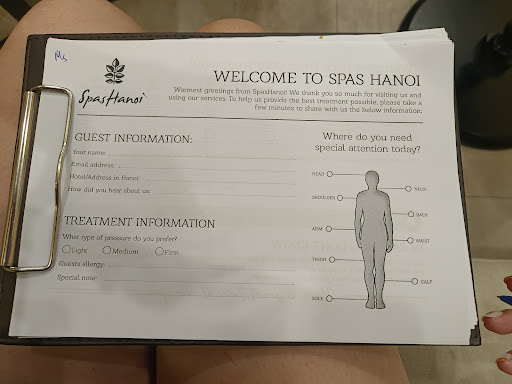 Ms
SpasHanoi
WELCOME TO SPAS HANOI
Warmest greetings from SpasHanoi! We thank you so much for visiting us and
using our services. To help us provide the best treatment possible, please take a
few minutes to share with us the below information:
GUEST INFORMATION:
Your name:
Email address:
Hotel/Address in Hanoi:
How did you hear about us:
TREATMENT INFORMATION
What type of pressure do you prefer?
Light Medium Firm
Guests allergy:
Special note:
Where do you need
special attention today?
HEAD
NECK
SHOULDER
BACK
ARM
WAIST
THIGH
CALF
SOLE